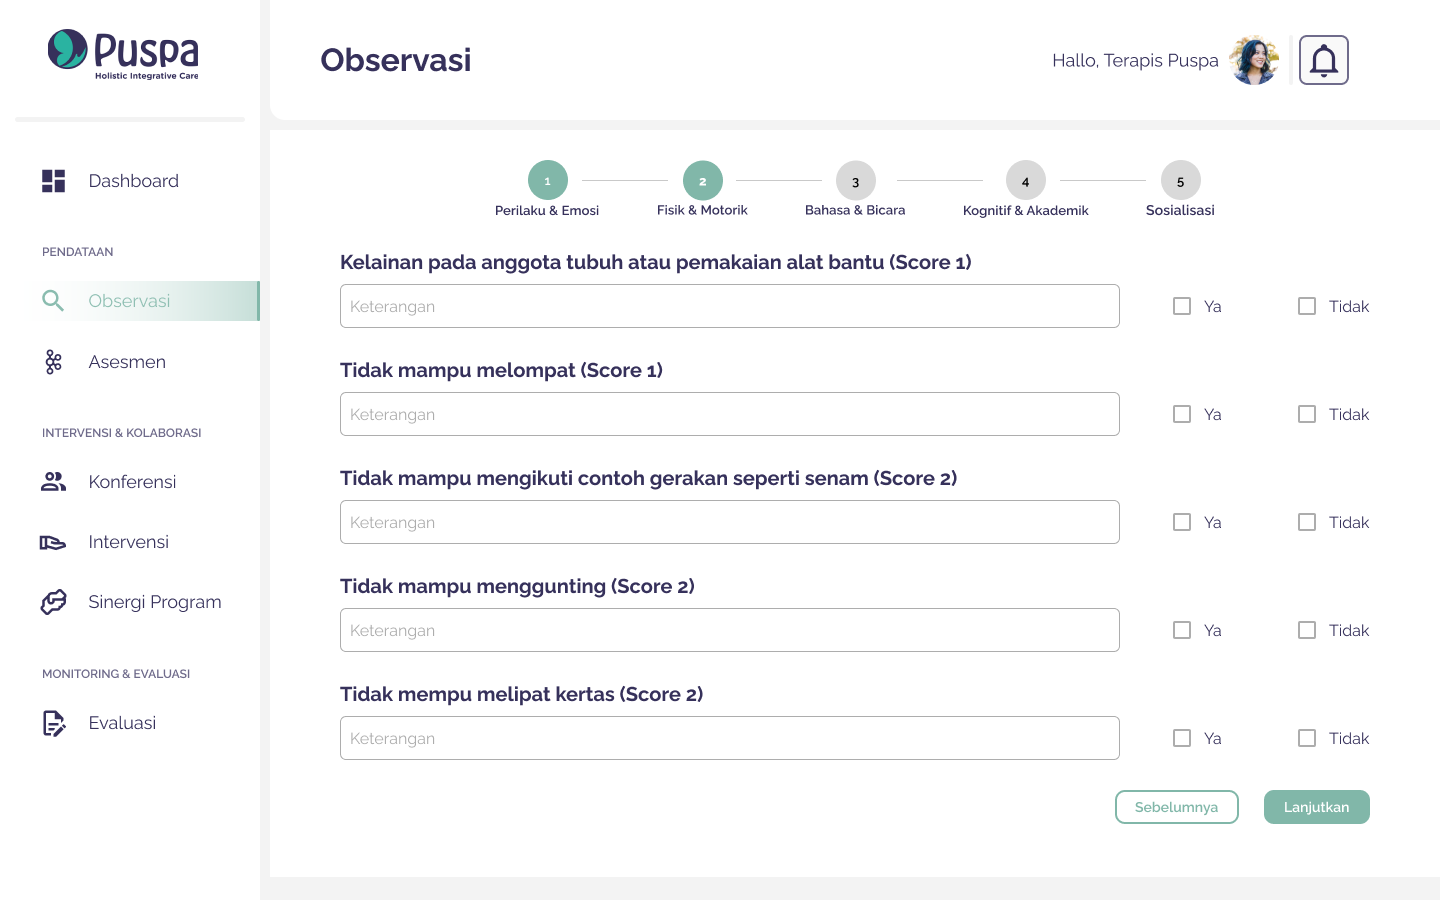 Puspa
Holistic Integrative Care
Dashboard
PENDATAAN
Observasi
Asesmen
INTERVENSI & KOLABORASI
Konferensi
Intervensi
Sinergi Program
MONITORING & EVALUASI
Evaluasi
Observasi
Hallo, Terapis Puspa
1 2 3 4 5
Perilaku & Emosi Fisik & Motorik Bahasa & Bicara Kognitif & Akademik Sosialisasi
Kelainan pada anggota tubuh atau pemakaian alat bantu (Score 1)
Keterangan Ya Tidak
Tidak mampu melompat (Score 1)
Keterangan Ya Tidak
Tidak mampu mengikuti contoh gerakan seperti senam (Score 2)
Keterangan Ya Tidak
Tidak mampu menggunting (Score 2)
Keterangan Ya Tidak
Tidak mempu melipat kertas (Score 2)
Keterangan Ya Tidak
Sebelumnya Lanjutkan